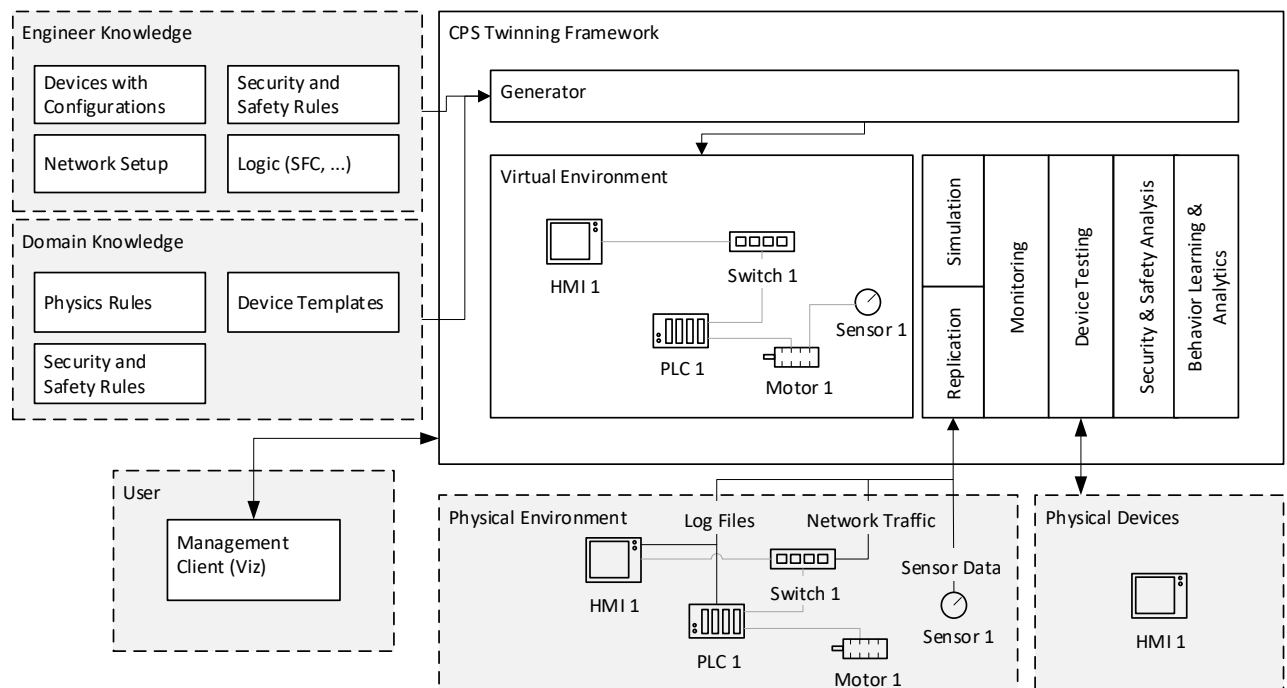 Engineer Knowledge
Devices with
Configurations
Security and
Safety Rules
Network Setup
Logic (SFC, ...)
Domain Knowledge
Physics Rules
Device Templates
Security and
Safety Rules
User
Management
Client (Viz)
CPS Twinning Framework
Generator
Virtual Environment
HMI 1
Switch 1
Sensor 1
PLC 1
Motor 1
Simulation
Replication
Monitoring
Device Testing
Security & Safety Analysis
Behavior Learning &
Analytics
Physical Environment
Log Files
Network Traffic
Sensor Data
HMI 1
Switch 1
Sensor 1
PLC 1
Motor 1
Physical Devices
HMI 1